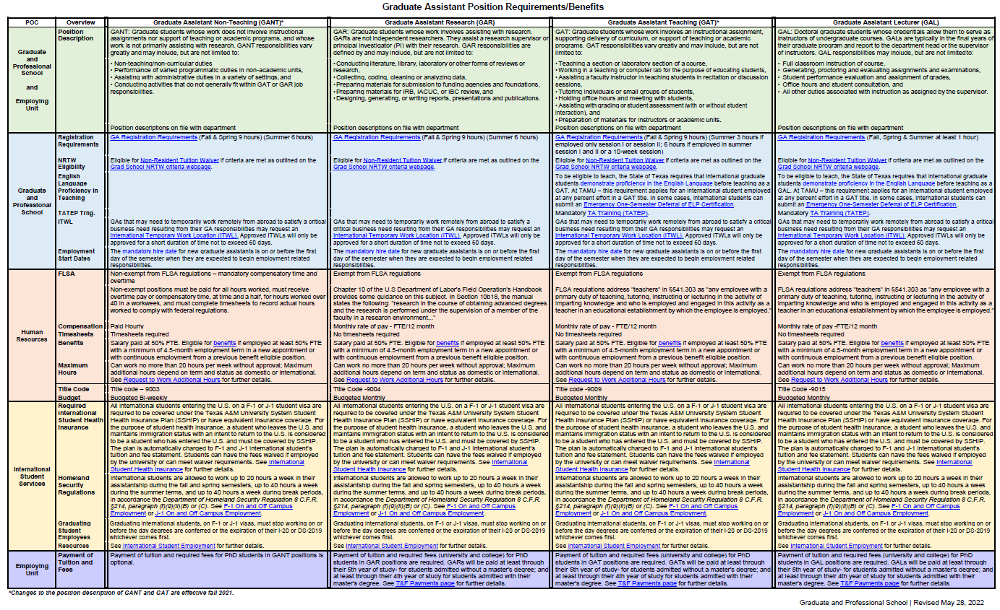 Graduate Assistant Position Requirements/Benefits
POC
Overview
Graduate Assistant Non-Teaching (GANT)*
Graduate Assistant Research (GAR)
Graduate Assistant Teaching (GAT)*
Graduate Assistant Lecturer (GAL)
Graduate
and
Professional
School
and
Employing
Unit
Position
Description
GANT: Graduate students whose work does not involve instructional
assignments nor support of teaching or academic programs, and whose
work is not primarily assisting with research. GANT responsibilities vary
greatly and may include, but are not limited to:
• Non-teaching/non-curricular duties
• Performance of varied programmatic duties in non-academic units,
• Assisting with administrative duties in a variety of settings, and
• Conducting activities that do not generally fit within GAT or GAR job
responsibilities.
Position descriptions on file with department
GAR: Graduate students whose work involves assisting with research.
GARs are not independent researchers. They assist a research supervisor or
principal investigator (PI) with their research. GAR responsibilities are
defined by and may include, but are not limited to:
•Conducting literature, library, laboratory or other forms of reviews or
research,
•Collecting, coding, cleaning or analyzing data,
•Preparing materials for submission to funding agencies and foundations,
•Preparing materials for IRB, IACUC, or IBC review, and
•Designing, generating, or writing reports, presentations and publications.
Position descriptions on file with department
GAT: Graduate students whose work involves an instructional assignment,
supporting delivery of curriculum, or support of teaching or academic
programs. GAT responsibilities vary greatly and may include, but are not
limited to:
• Teaching a section or laboratory section of a course,
• Working in a teaching or computer lab for the purpose of educating students,
• Assisting a faculty instructor in teaching students in recitation or discussion
sessions,
• Tutoring individuals or small groups of students,
• Holding office hours and meeting with students,
• Assisting with grading or student assessment (with or without student
interaction), and
• Preparation of materials for instructors or academic units.
Position descriptions on file with department
GAL: Doctoral graduate students whose credentials allow them to serve as
instructors of undergraduate courses. GALs are typically in the final years of
their graduate program and report to the department head or the supervisor
of instructors. GAL responsibilities may include, but are not limited to:
• Full classroom instruction of course,
• Generating, proctoring and evaluating assignments and examinations,
• Student performance evaluation and assignment of grades,
• Office hours and student consultation, and
• All other duties associated with instruction as assigned by the supervisor.
Position descriptions on file with department
Graduate
and
Professional
School
Registration
Requirements
GA Registration Requirements (Fall & Spring 9 hours) (Summer 6 hours)
GA Registration Requirements (Fall & Spring 9 hours) (Summer 6 hours)
GA Registration Requirements (Fall & Spring 9 hours) (Summer 3 hours if
employed only session I or session II; 6 hours if employed in summer
session I and II or a 10-week session)
GA Registration Requirements (Fall, Spring & Summer at least 1 hour)
NRTW
Eligibility
Eligible for Non-Resident Tuition Waiver if criteria are met as outlined on the
Grad School NRTW criteria webpage.
Eligible for Non-Resident Tuition Waiver if criteria are met as outlined on the
Grad School NRTW criteria webpage.
Eligible for Non-Resident Tuition Waiver if criteria are met as outlined on the
Grad School NRTW criteria webpage.
Eligible for Non-Resident Tuition Waiver if criteria are met as outlined on the
Grad School NRTW criteria webpage.
English
Language
Proficiency in
Teaching
To be eligible to teach, the State of Texas requires that international graduate
students demonstrate proficiency in the English Language before teaching as a
GAT. At TAMU – this requirement applies for an international student employed
at any percent effort in a GAT title. In some cases, international students can
submit an Emergency One-Semester Deferral of ELP Certification.
To be eligible to teach, the State of Texas requires that international graduate
students demonstrate proficiency in the English Language before teaching as a
GAL. At TAMU – this requirement applies for an international student employed
at any percent effort in a GAT title. In some cases, international students can
submit an Emergency One-Semester Deferral of ELP Certification.
TATEP Trng.
Mandatory TA Training (TATEP).
Mandatory TA Training (TATEP).
ITWL
GAs that may need to temporarily work remotely from abroad to satisfy a critical
business need resulting from their GA responsibilities may request an
International Temporary Work Location (ITWL). Approved ITWLs will only be
approved for a short duration of time not to exceed 60 days.
GAs that may need to temporarily work remotely from abroad to satisfy a
critical business need resulting from their GA responsibilities may request an
International Temporary Work Location (ITWL). Approved ITWLs will only be
approved for a short duration of time not to exceed 60 days.
GAs that may need to temporarily work remotely from abroad to satisfy a critical
business need resulting from their GA responsibilities may request an
International Temporary Work Location (ITWL). Approved ITWLs will only be
approved for a short duration of time not to exceed 60 days.
GAs that may need to temporarily work remotely from abroad to satisfy a critical
business need resulting from their GA responsibilities may request an
International Temporary Work Location (ITWL). Approved ITWLs will only be
approved for a short duration of time not to exceed 60 days.
Employment
Start Dates
The mandatory hire date for new graduate assistants is on or before the first
day of the semester when they are expected to begin employment related
responsibilities.
The mandatory hire date for new graduate assistants is on or before the first
day of the semester when they are expected to begin employment related
responsibilities.
The mandatory hire date for new graduate assistants is on or before the first
day of the semester when they are expected to begin employment related
responsibilities.
The mandatory hire date for new graduate assistants is on or before the first
day of the semester when they are expected to begin employment related
responsibilities.
Human
Resources
FLSA
Non-exempt from FLSA regulations – mandatory compensatory time and
overtime
Non-exempt positions must be paid for all hours worked, must receive
overtime pay or compensatory time, at time and a half, for hours worked over
40 in a workweek, and must complete timesheets to record actual hours
worked to comply with federal regulations.
Exempt from FLSA regulations
Chapter 10 of the U.S Department of Labor's Field Operation's Handbook
provides some guidance on this subject. In Section 10b18, the manual
states the following: "research in the course of obtaining advanced degrees
and the research is performed under the supervision of a member of the
faculty in a research environment..."
Exempt from FLSA regulations
FLSA regulations address "teachers" in §541.303 as "any employee with a
primary duty of teaching, tutoring, instructing or lecturing in the activity of
imparting knowledge and who is employed and engaged in this activity as a
teacher in an educational establishment by which the employee is employed."
Exempt from FLSA regulations
FLSA regulations address "teachers" in §541.303 as "any employee with a
primary duty of teaching, tutoring, instructing or lecturing in the activity of
imparting knowledge and who is employed and engaged in this activity as a
teacher in an educational establishment by which the employee is employed."
Compensation
Paid Hourly
Monthly rate of pay - FTE/12 month
Monthly rate of pay - FTE/12 month
Monthly rate of pay -FTE/12 month
Timesheets
Timesheets required
No timesheets required
No timesheets required
No timesheets required
Benefits
Salary paid at 50% FTE. Eligible for benefits if employed at least 50% FTE
with a minimum of 4.5-month employment term in a new appointment or
with continuous employment from a previous benefit eligible position.
Salary paid at 50% FTE. Eligible for benefits if employed at least 50% FTE
with a minimum of 4.5-month employment term in a new appointment or
with continuous employment from a previous benefit eligible position.
Salary paid at 50% FTE. Eligible for benefits if employed at least 50% FTE
with a minimum of 4.5-month employment term in a new appointment or
with continuous employment from a previous benefit eligible position.
Salary paid at 50% FTE. Eligible for benefits if employed at least 50% FTE
with a minimum of 4.5-month employment term in a new appointment or
with continuous employment from a previous benefit eligible position.
Maximum
Hours
Can work no more than 20 hours per week without approval; Maximum
additional hours depend on term and status as domestic or international.
See Request to Work Additional Hours for further details.
Can work no more than 20 hours per week without approval; Maximum
additional hours depend on term and status as domestic or international.
See Request to Work Additional Hours for further details.
Can work no more than 20 hours per week without approval; Maximum
additional hours depend on term and status as domestic or international.
See Request to Work Additional Hours for further details.
Can work no more than 20 hours per week without approval; Maximum
additional hours depend on term and status as domestic or international.
See Request to Work Additional Hours for further details.
Title Code
Title code – 9003
Title Code -9004
Title code -9009
Title Code -9015
Budget
Budgeted Bi-weekly
Budgeted Monthly
Budgeted Monthly
Budgeted Monthly
International
Student
Services
Required
International
Student Health
Insurance
All international students entering the U.S. on a F-1 or J-1 student visa are
required to be covered under the Texas A&M University System Student
Health Insurance Plan (SSHIP) or have equivalent insurance coverage. For
the purpose of student health insurance, a student who leaves the U.S. and
maintains immigration status with an intent to return to the U.S. is considered
to be a student who has entered the U.S. and must be covered by SSHIP.
The plan is automatically charged to F-1 and J-1 international student's
tuition and fee statement. Students can have the fees waived if employed
by the university or can meet waiver requirements. See International
Student Health Insurance for further details.
All international students entering the U.S. on a F-1 or J-1 student visa are
required to be covered under the Texas A&M University System Student
Health Insurance Plan (SSHIP) or have equivalent insurance coverage. For
the purpose of student health insurance, a student who leaves the U.S. and
maintains immigration status with an intent to return to the U.S. is considered
to be a student who has entered the U.S. and must be covered by SSHIP.
The plan is automatically charged to F-1 and J-1 international student's
tuition and fee statement. Students can have the fees waived if employed
by the university or can meet waiver requirements. See International
Student Health Insurance for further details.
All international students entering the U.S. on a F-1 or J-1 student visa are
required to be covered under the Texas A&M University System Student
Health Insurance Plan (SSHIP) or have equivalent insurance coverage. For
the purpose of student health insurance, a student who leaves the U.S. and
maintains immigration status with an intent to return to the U.S. is considered
to be a student who has entered the U.S. and must be covered by SSHIP.
The plan is automatically charged to F-1 and J-1 international student's
tuition and fee statement. Students can have the fees waived if employed
by the university or can meet waiver requirements. See International
Student Health Insurance for further details.
All international students entering the U.S. on a F-1 or J-1 student visa are
required to be covered under the Texas A&M University System Student
Health Insurance Plan (SSHIP) or have equivalent insurance coverage. For
the purpose of student health insurance, a student who leaves the U.S. and
maintains immigration status with an intent to return to the U.S. is considered
to be a student who has entered the U.S. and must be covered by SSHIP.
The plan is automatically charged to F-1 and J-1 international student's
tuition and fee statement. Students can have the fees waived if employed
by the university or can meet waiver requirements. See International
Student Health Insurance for further details.
Homeland
Security
Regulations
International students are allowed to work up to 20 hours a week in their
assistantship during the fall and spring semesters, up to 40 hours a week
during the summer terms, and up to 40 hours a week during break periods,
in accordance the Department of Homeland Security Regulation 8 C.F.R.
§214, paragraph (f)(9)(ii)(B) or (C). See F-1 On and Off Campus
Employment or J-1 On and Off Campus Employment.
International students are allowed to work up to 20 hours a week in their
assistantship during the fall and spring semesters, up to 40 hours a week
during the summer terms, and up to 40 hours a week during break periods,
in accordance the Department of Homeland Security Regulation 8 C.F.R.
§214, paragraph (f)(9)(ii)(B) or (C). See F-1 On and Off Campus
Employment or J-1 On and Off Campus Employment.
International students are allowed to work up to 20 hours a week in their
assistantship during the fall and spring semesters, up to 40 hours a week
during the summer terms, and up to 40 hours a week during break periods,
in accordance the Department of Homeland Security Regulation 8 C.F.R.
§214, paragraph (f)(9)(ii)(B) or (C). See F-1 On and Off Campus
Employment or J-1 On and Off Campus Employment.
International students are allowed to work up to 20 hours a week in their
assistantship during the fall and spring semesters, up to 40 hours a week
during the summer terms, and up to 40 hours a week during break periods,
in accordance the Department of Homeland Security Regulation 8 C.F.R.
§214, paragraph (f)(9)(ii)(B) or (C). See F-1 On and Off Campus
Employment or J-1 On and Off Campus Employment.
Graduating
Student
Employees
Graduating international students, on F-1 or J-1 visas, must stop working on or
before the day degrees are conferred or the expiration of their I-20 or DS-2019
whichever comes first.
Graduating international students, on F-1 or J-1 visas, must stop working on or
before the day degrees are conferred or the expiration of their I-20 or DS-2019
whichever comes first.
Graduating international students, on F-1 or J-1 visas, must stop working on or
before the day degrees are conferred or the expiration of their I-20 or DS-2019
whichever comes first.
Graduating international students, on F-1 or J-1 visas, must stop working on or
before the day degrees are conferred or the expiration of their I-20 or DS-2019
whichever comes first.
Resources
See International Student Employment for further details.
See International Student Employment for further details.
See International Student Employment for further details.
See International Student Employment for further details.
Employing
Unit
Payment of
Tuition and
Fees
Payment of tuition and required fees for PhD students in GANT positions is
optional.
Payment of tuition and required fees (university and college) for PhD
students in GAR positions are required. GARs will be paid at least through
their 5th year of study- for students admitted without a master's degree; and
at least through their 4th year of study for students admitted with their
master's degree. See T&F Payments page for further details.
Payment of tuition and required fees (university and college) for PhD
students in GAT positions are required. GATs will be paid at least through
their 5th year of study- for students admitted without a master's degree; and
at least through their 4th year of study for students admitted with their
master's degree. See T&F Payments page for further details.
Payment of tuition and required fees (university and college) for PhD
students in GAL positions are required. GALs will be paid at least through
their 5th year of study- for students admitted without a master's degree; and
at least through their 4th year of study for students admitted with their
master's degree. See T&F Payments page for further details.
*Changes to the position description of GANT and GAT are effective fall 2021.
Graduate and Professional School | Revised May 28, 2022